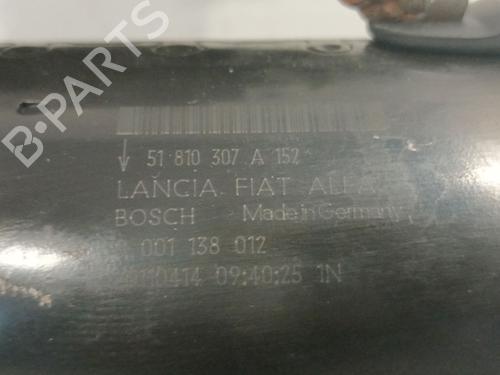 B-PARTS
51 810 307 A 152
LANCIA FIAT ALFA
BOSCH Made in Germany
001 138 012
09:40:25 1N